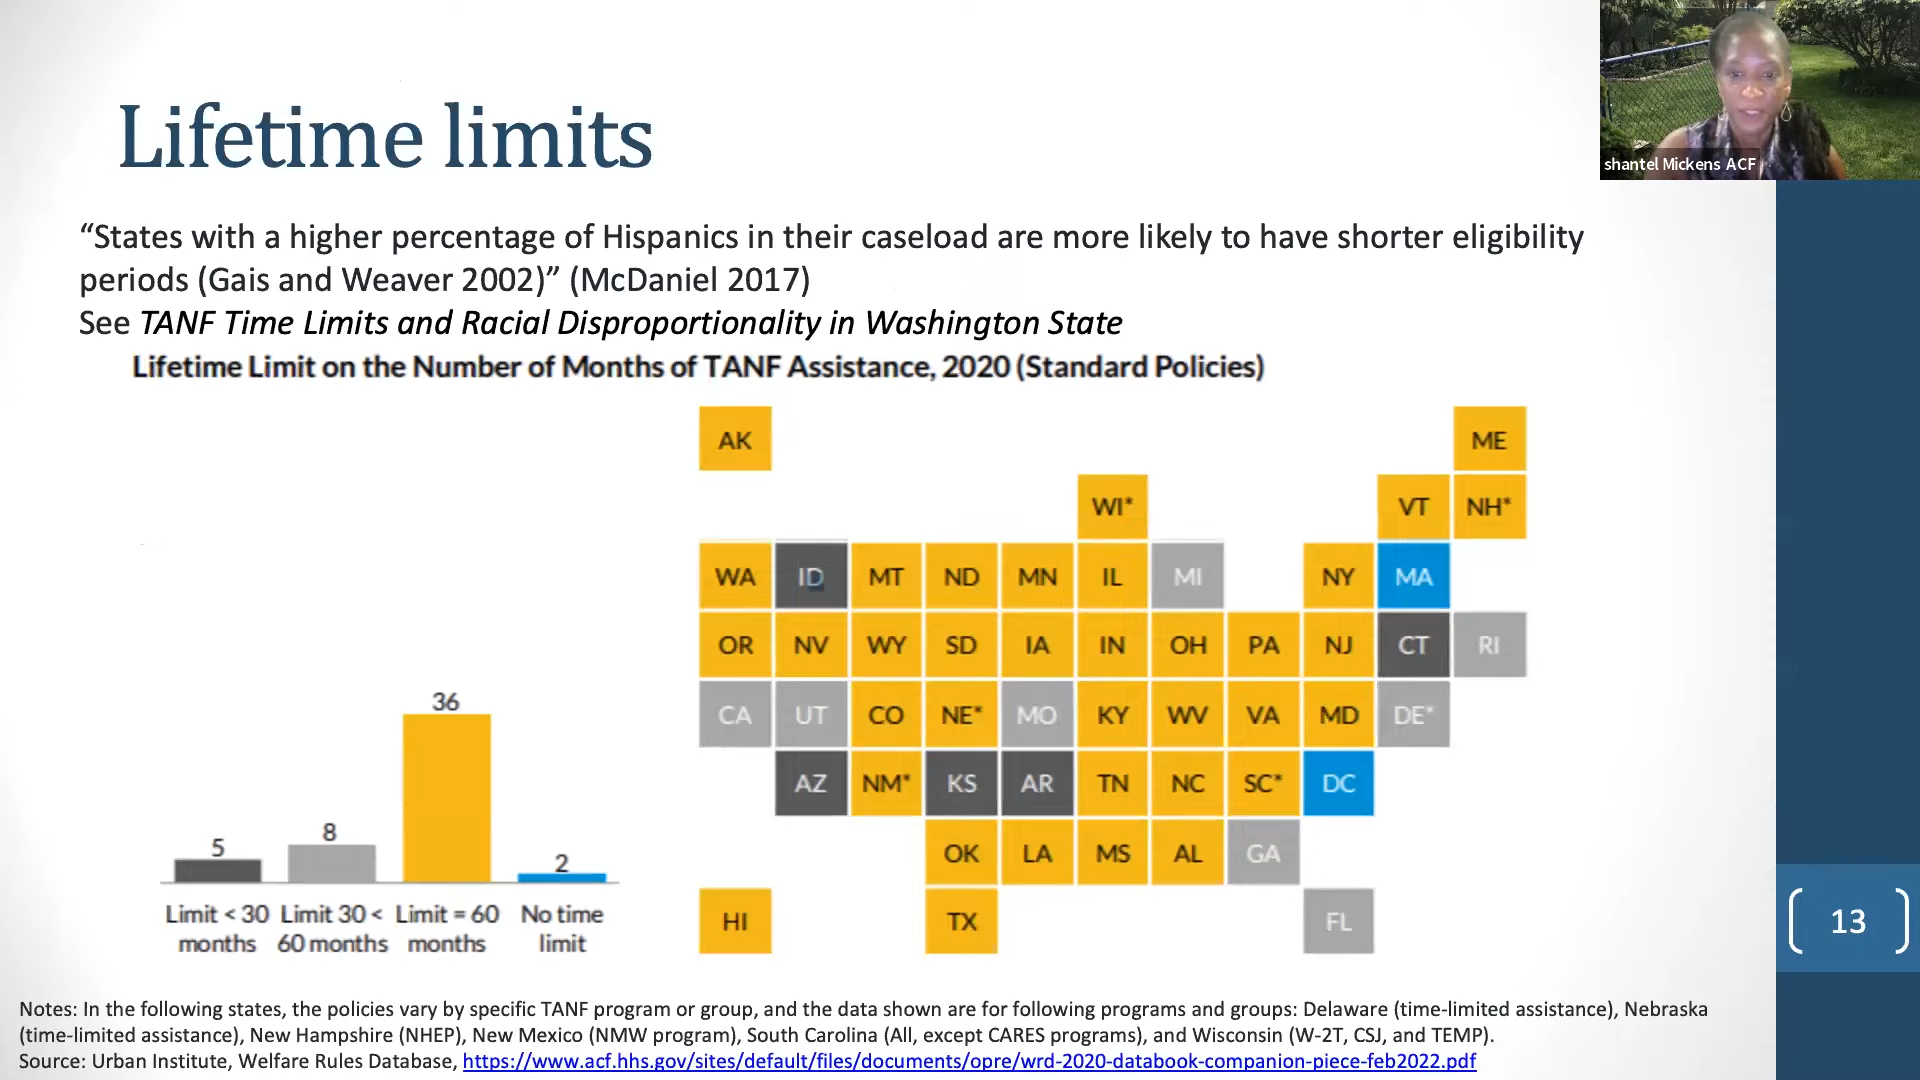 shantel Mickens ACF
Lifetime limits
“States with a higher percentage of Hispanics in their caseload are more likely to have shorter eligibility
periods (Gais and Weaver 2002)” (McDaniel 2017)
See TANF Time Limits and Racial Disproportionality in Washington State
Lifetime Limit on the Number of Months of TANF Assistance, 2020 (Standard Policies)
AK ME
WI* VT NH*
WA ID MT ND MN IL MI NY MA
OR NV WY SD IA IN OH PA NJ CT RI
CA UT CO NE* MO KY WV VA MD DE*
AZ NM* KS AR TN NC SC* DC
OK LA MS AL GA
HI TX FL
36
5 8 2
Limit < 30 Limit 30 < Limit = 60 No time
months 60 months months limit
13
Notes: In the following states, the policies vary by specific TANF program or group, and the data shown are for following programs and groups: Delaware (time-limited assistance), Nebraska
(time-limited assistance), New Hampshire (NHEP), New Mexico (NMW program), South Carolina (All, except CARES programs), and Wisconsin (W-2T, CSJ, and TEMP).
Source: Urban Institute, Welfare Rules Database, https://www.acf.hhs.gov/sites/default/files/documents/opre/wrd-2020-databook-companion-piece-feb2022.pdf